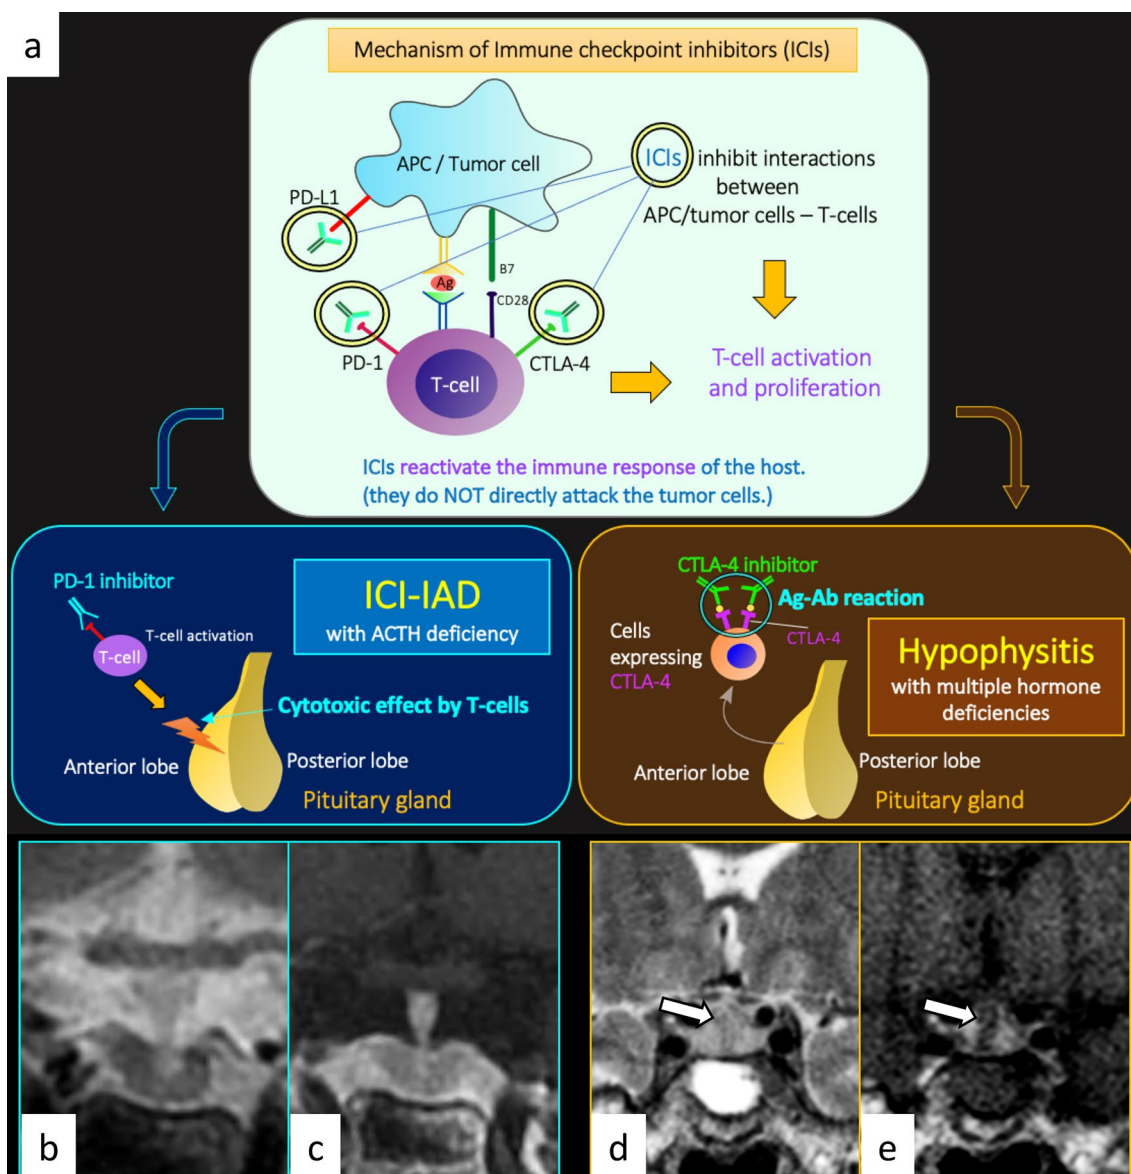 a
Mechanism of Immune checkpoint inhibitors (ICIs)
APC / Tumor cell
ICIs
inhibit interactions
between
APC/tumor cells – T-cells
PD-L1
B7
Ag
CD28
PD-1
T-cell
CTLA-4
T-cell activation
and proliferation
ICIs reactivate the immune response of the host.
(they do NOT directly attack the tumor cells.)
PD-1 inhibitor
T-cell activation
T-cell
ICI-IAD
with ACTH deficiency
Cytotoxic effect by T-cells
Anterior lobe
Posterior lobe
Pituitary gland
CTLA-4 inhibitor
Ag-Ab reaction
CTLA-4
Cells
expressing
CTLA-4
Hypophysitis
with multiple hormone
deficiencies
Anterior lobe
Posterior lobe
Pituitary gland
b
c
d
e